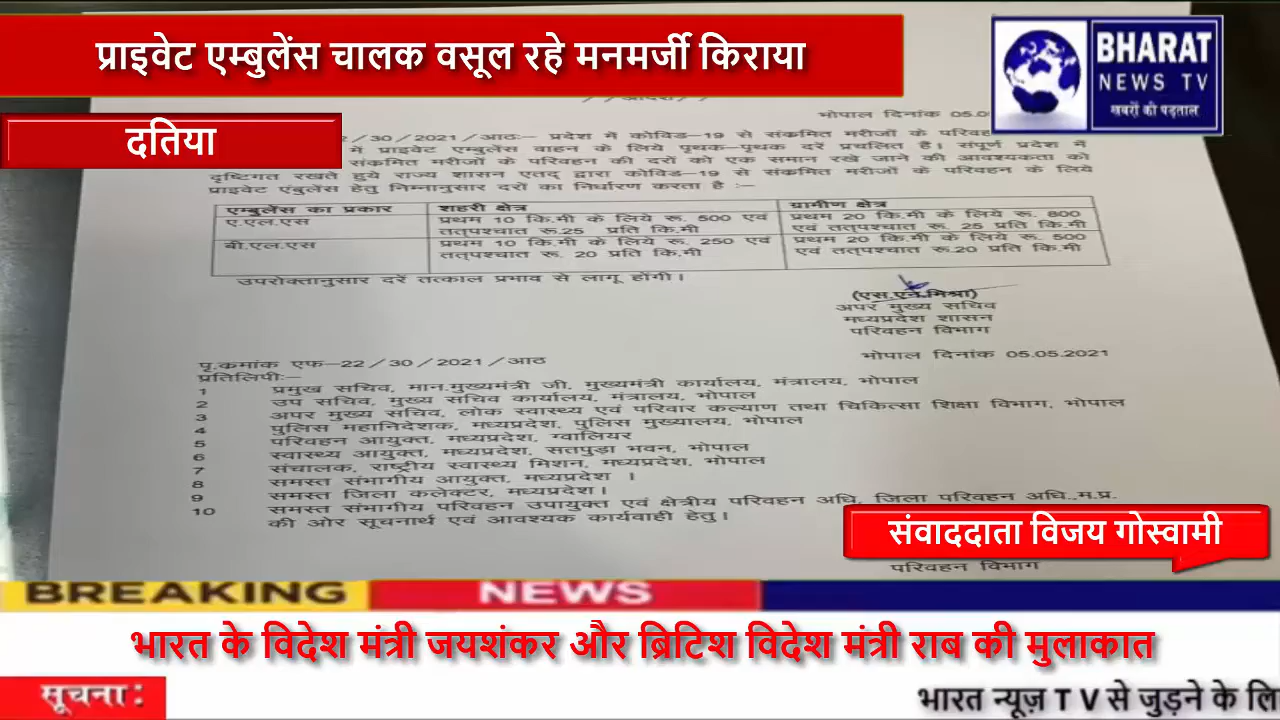 प्राइवेट एम्बुलेंस चालक वसूल रहे मनमर्जी किराया
BHARAT
NEWS TV
खबरों की पड़ताल
दतिया
भोपाल दिनांक 05.0
2/30/2021/आठः– प्रदेश में कोविड–19 से संक्रमित मरीजों के परिवह
में प्राइवेट एम्बुलेंस वाहन के लिये पृथक–पृथक दरें प्रचलित है। संपूर्ण प्रदेश में
संक्रमित मरीजों के परिवहन की दरों को एक समान रखे जाने की आवश्यकता को
दृष्टिगत रखते हुये राज्य शासन एतद् द्वारा कोविड–19 से संक्रमित मरीजों के परिवहन के लिये
प्राइवेट एंबुलेंस हेतु निम्नानुसार दरों का निर्धारण करता है :–
एम्बुलेंस का प्रकार शहरी क्षेत्र ग्रामीण क्षेत्र
ए.एल.एस प्रथम 10 कि.मी के लिये रू. 500 एवं प्रथम 20 कि.मी के लिये रू. 800
तत्पश्चात रू.25 प्रति कि.मी एवं तत्पश्चात रू. 25 प्रति कि.मी
बी.एल.एस प्रथम 10 कि.मी के लिये रू. 250 एवं प्रथम 20 कि.मी के लिये रू. 500
तत्पश्चात रू. 20 प्रति कि.मी एवं तत्पश्चात रू.20 प्रति कि.मी
उपरोक्तानुसार दरें तत्काल प्रभाव से लागू होंगी।
(एस.एन.मिश्रा)
अपर मुख्य सचिव
मध्यप्रदेश शासन
परिवहन विभाग
पृ.क्रमांक एफ–22/30/2021/आठ भोपाल दिनांक 05.05.2021
प्रतिलिपीः–
1 प्रमुख सचिव, मान.मुख्यमंत्री जी, मुख्यमंत्री कार्यालय, मंत्रालय, भोपाल
2 उप सचिव, मुख्य सचिव कार्यालय, मंत्रालय, भोपाल
3 अपर मुख्य सचिव, लोक स्वास्थ्य एवं परिवार कल्याण तथा चिकित्सा शिक्षा विभाग, भोपाल
4 पुलिस महानिदेशक, मध्यप्रदेश, पुलिस मुख्यालय, भोपाल
5 परिवहन आयुक्त, मध्यप्रदेश, ग्वालियर
6 स्वास्थ्य आयुक्त, मध्यप्रदेश, सतपुड़ा भवन, भोपाल
7 संचालक, राष्ट्रीय स्वास्थ्य मिशन, मध्यप्रदेश, भोपाल
8 समस्त संभागीय आयुक्त, मध्यप्रदेश ।
9 समस्त जिला कलेक्टर, मध्यप्रदेश।
10 समस्त संभागीय परिवहन उपायुक्त एवं क्षेत्रीय परिवहन अधि, जिला परिवहन अधि.,म.प्र.
की ओर सूचनार्थ एवं आवश्यक कार्यवाही हेतु।
संवाददाता विजय गोस्वामी
परिवहन विभाग
BREAKING NEWS
भारत के विदेश मंत्री जयशंकर और ब्रिटिश विदेश मंत्री राब की मुलाकात
सूचना :
भारत न्यूज़ T V से जुड़ने के लि